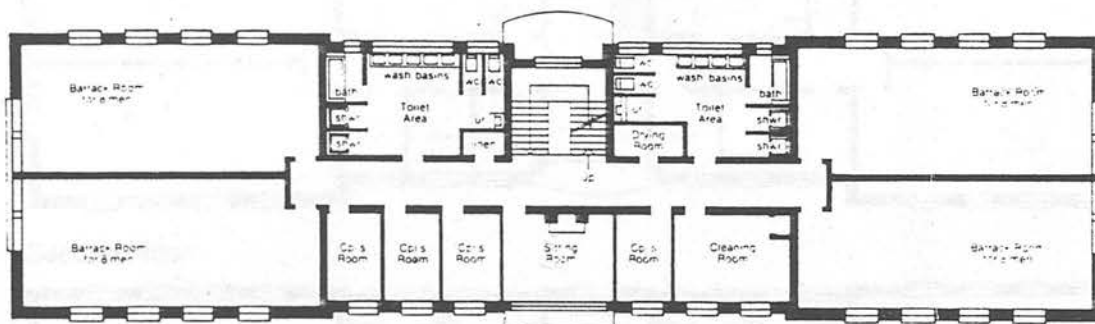 Barrack Room
for 8 men
bath
shwr
shwr
wash basins
Toilet
Area
wc
wc
ur
linen
up
wc
wc
ur
Drying
Room
wash basins
Toilet
Area
bath
shwr
shwr
Barrack Room
for 8 men
Barrack Room
for 8 men
Cpl's
Room
Cpl's
Room
Cpl's
Room
Sitting
Room
Cpl's
Room
Cleaning
Room
Barrack Room
for 8 men